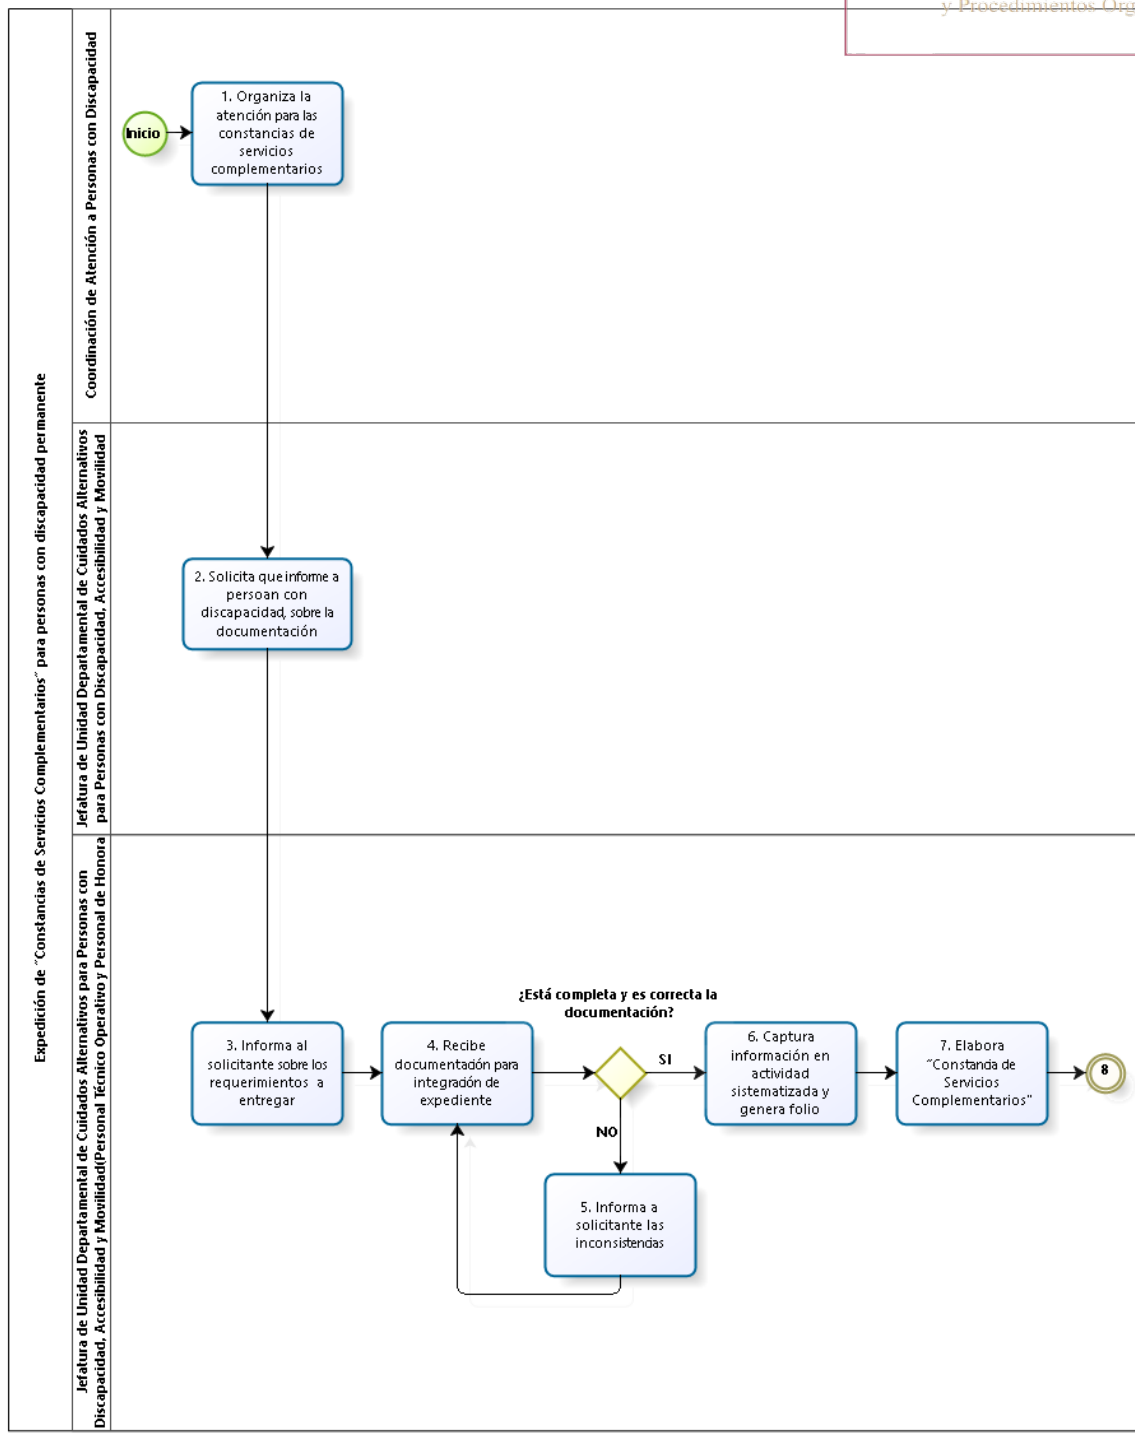 y Procedimientos Org
Expedición de "Constancias de Servicios Complementarios" para personas con discapacidad permanente
Coordinación de Atención a Personas con Discapacidad
Inicio
1. Organiza la
atención para las
constancias de
servicios
complementarios
Jefatura de Unidad Departamental de Cuidados Alternativos
para Personas con Discapacidad, Accesibilidad y Movilidad
2. Solicita que informe a
persoan con
discapacidad, sobre la
documentación
Jefatura de Unidad Departamental de Cuidados Alternativos para Personas con
Discapacidad, Accesibilidad y Movilidad(Personal Técnico Operativo y Personal de Honora
3. Informa al
solicitante sobre los
requerimientos a
entregar
4. Recibe
documentación para
integración de
expediente
¿Está completa y es correcta la
documentación?
SI
NO
5. Informa a
solicitante las
inconsistencias
6. Captura
información en
actividad
sistematizada y
genera folio
7. Elabora
"Constancia de
Servicios
Complementarios"
8